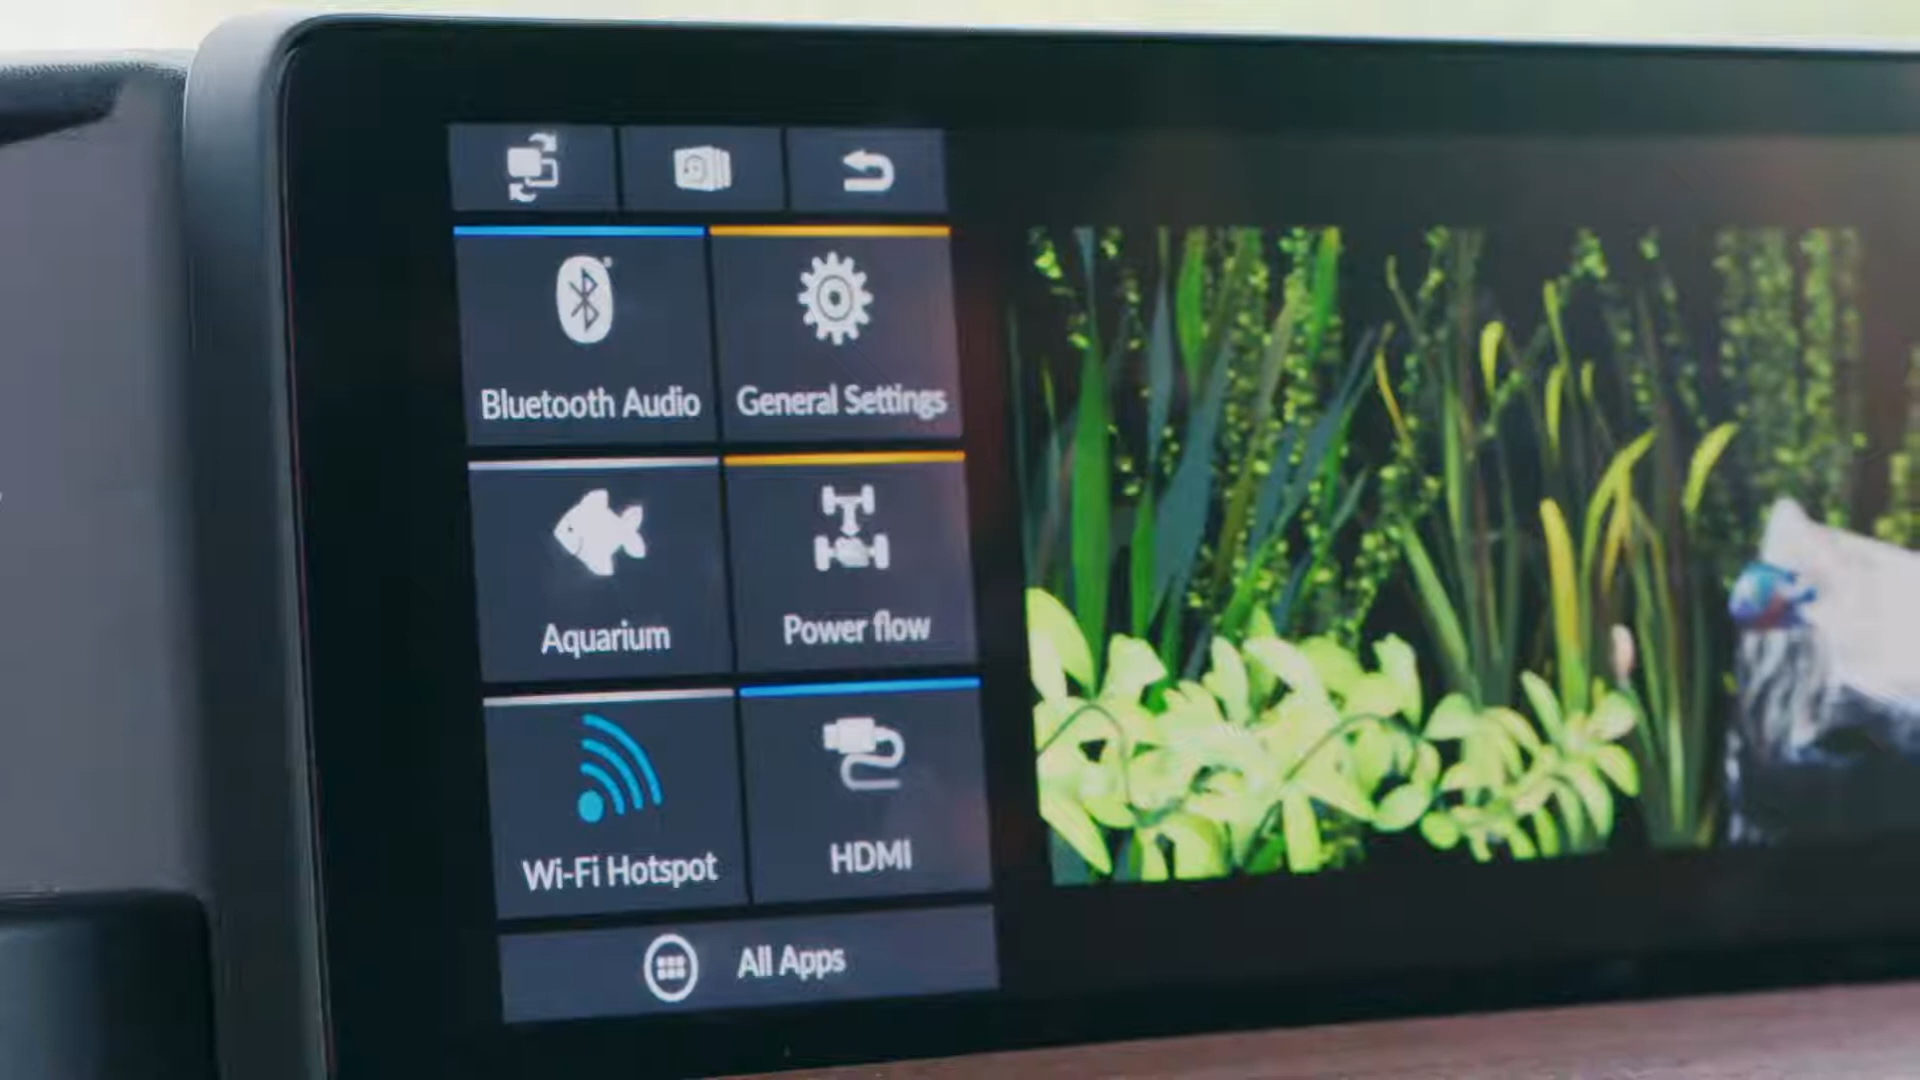 Bluetooth Audio
General Settings
Aquarium
Power flow
Wi-Fi Hotspot
HDMI
All Apps